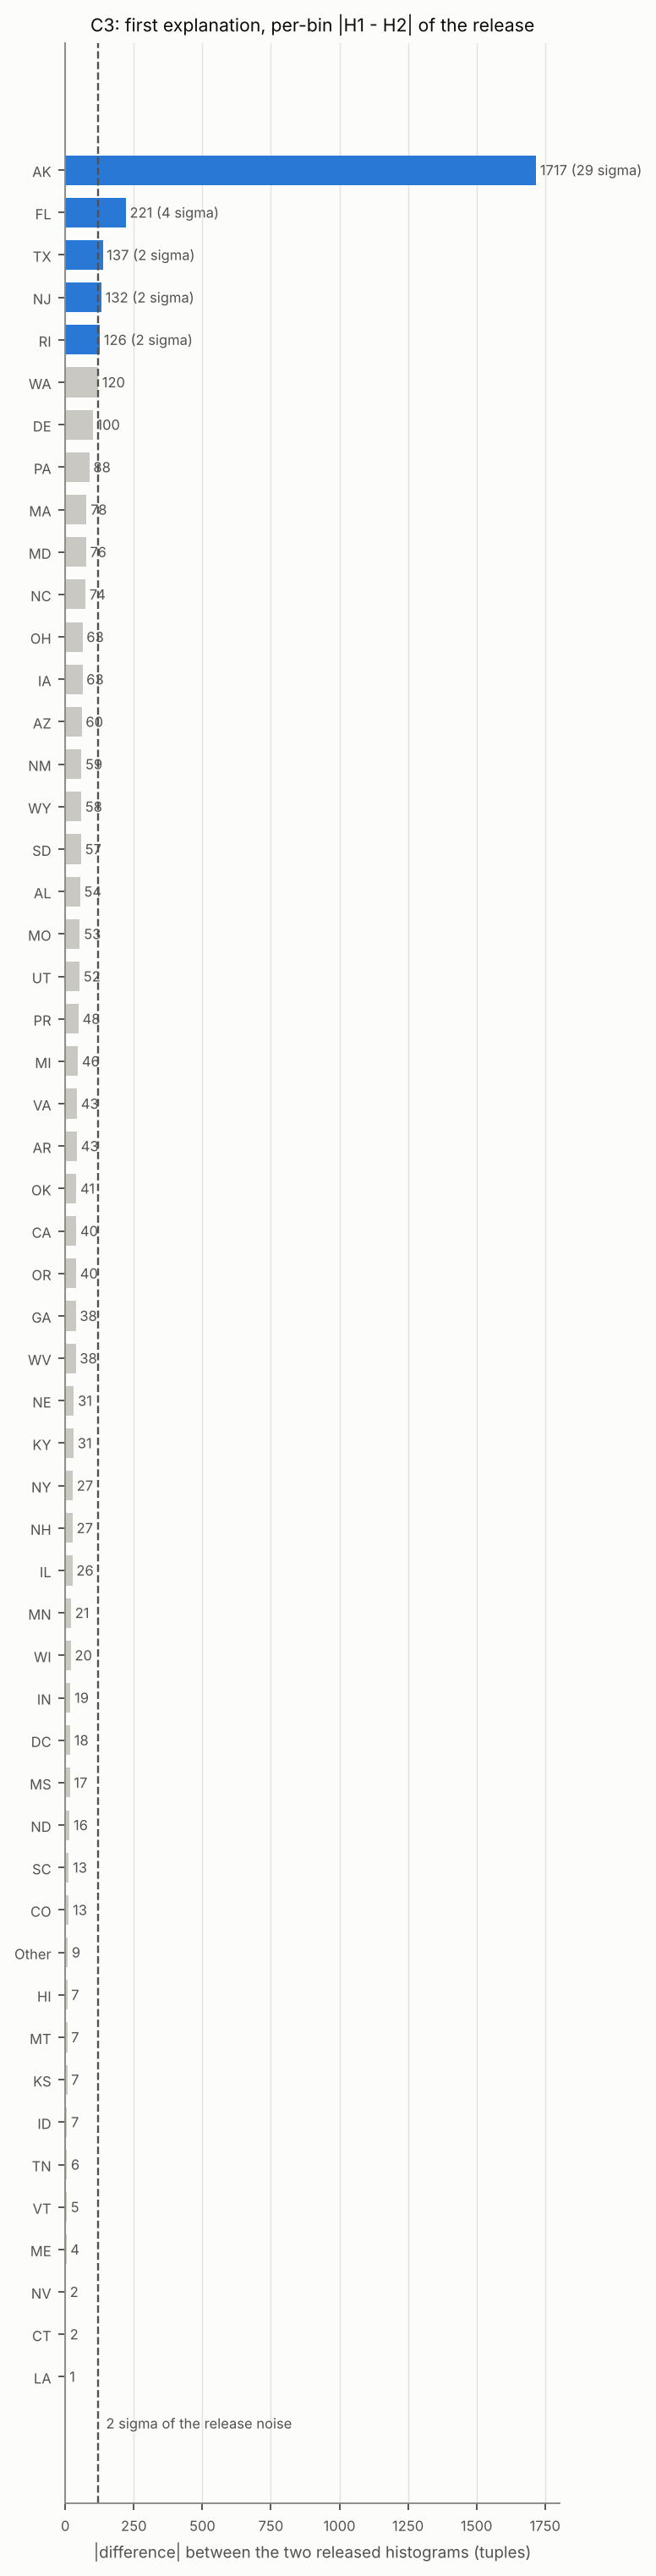 C3: first explanation, per-bin |H1 - H2| of the release
AK 1717 (29 sigma)
FL 221 (4 sigma)
TX 137 (2 sigma)
NJ 132 (2 sigma)
RI 126 (2 sigma)
WA 120
DE 100
PA 88
MA 78
MD 76
NC 74
OH 63
IA 63
AZ 60
NM 59
WY 58
SD 57
AL 54
MO 53
UT 52
PR 48
MI 46
VA 43
AR 43
OK 41
CA 40
OR 40
GA 38
WV 38
NE 31
KY 31
NY 27
NH 27
IL 26
MN 21
WI 20
IN 19
DC 18
MS 17
ND 16
SC 13
CO 13
Other 9
HI 7
MT 7
KS 7
ID 7
TN 6
VT 5
ME 4
NV 2
CT 2
LA 1
2 sigma of the release noise
0 250 500 750 1000 1250 1500 1750
|difference| between the two released histograms (tuples)